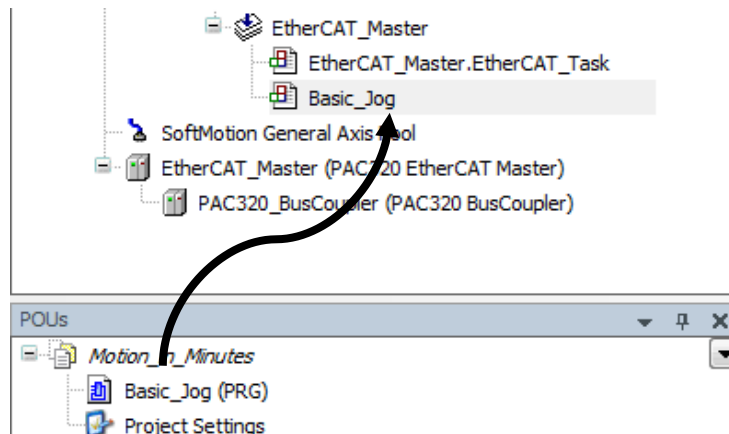 EtherCAT_Master
EtherCAT_Master.EtherCAT_Task
Basic_Jog
SoftMotion General Axis Pool
EtherCAT_Master (PAC320 EtherCAT Master)
PAC320_BusCoupler (PAC320 BusCoupler)
POUs
Motion_in_Minutes
Basic_Jog (PRG)
Project Settings